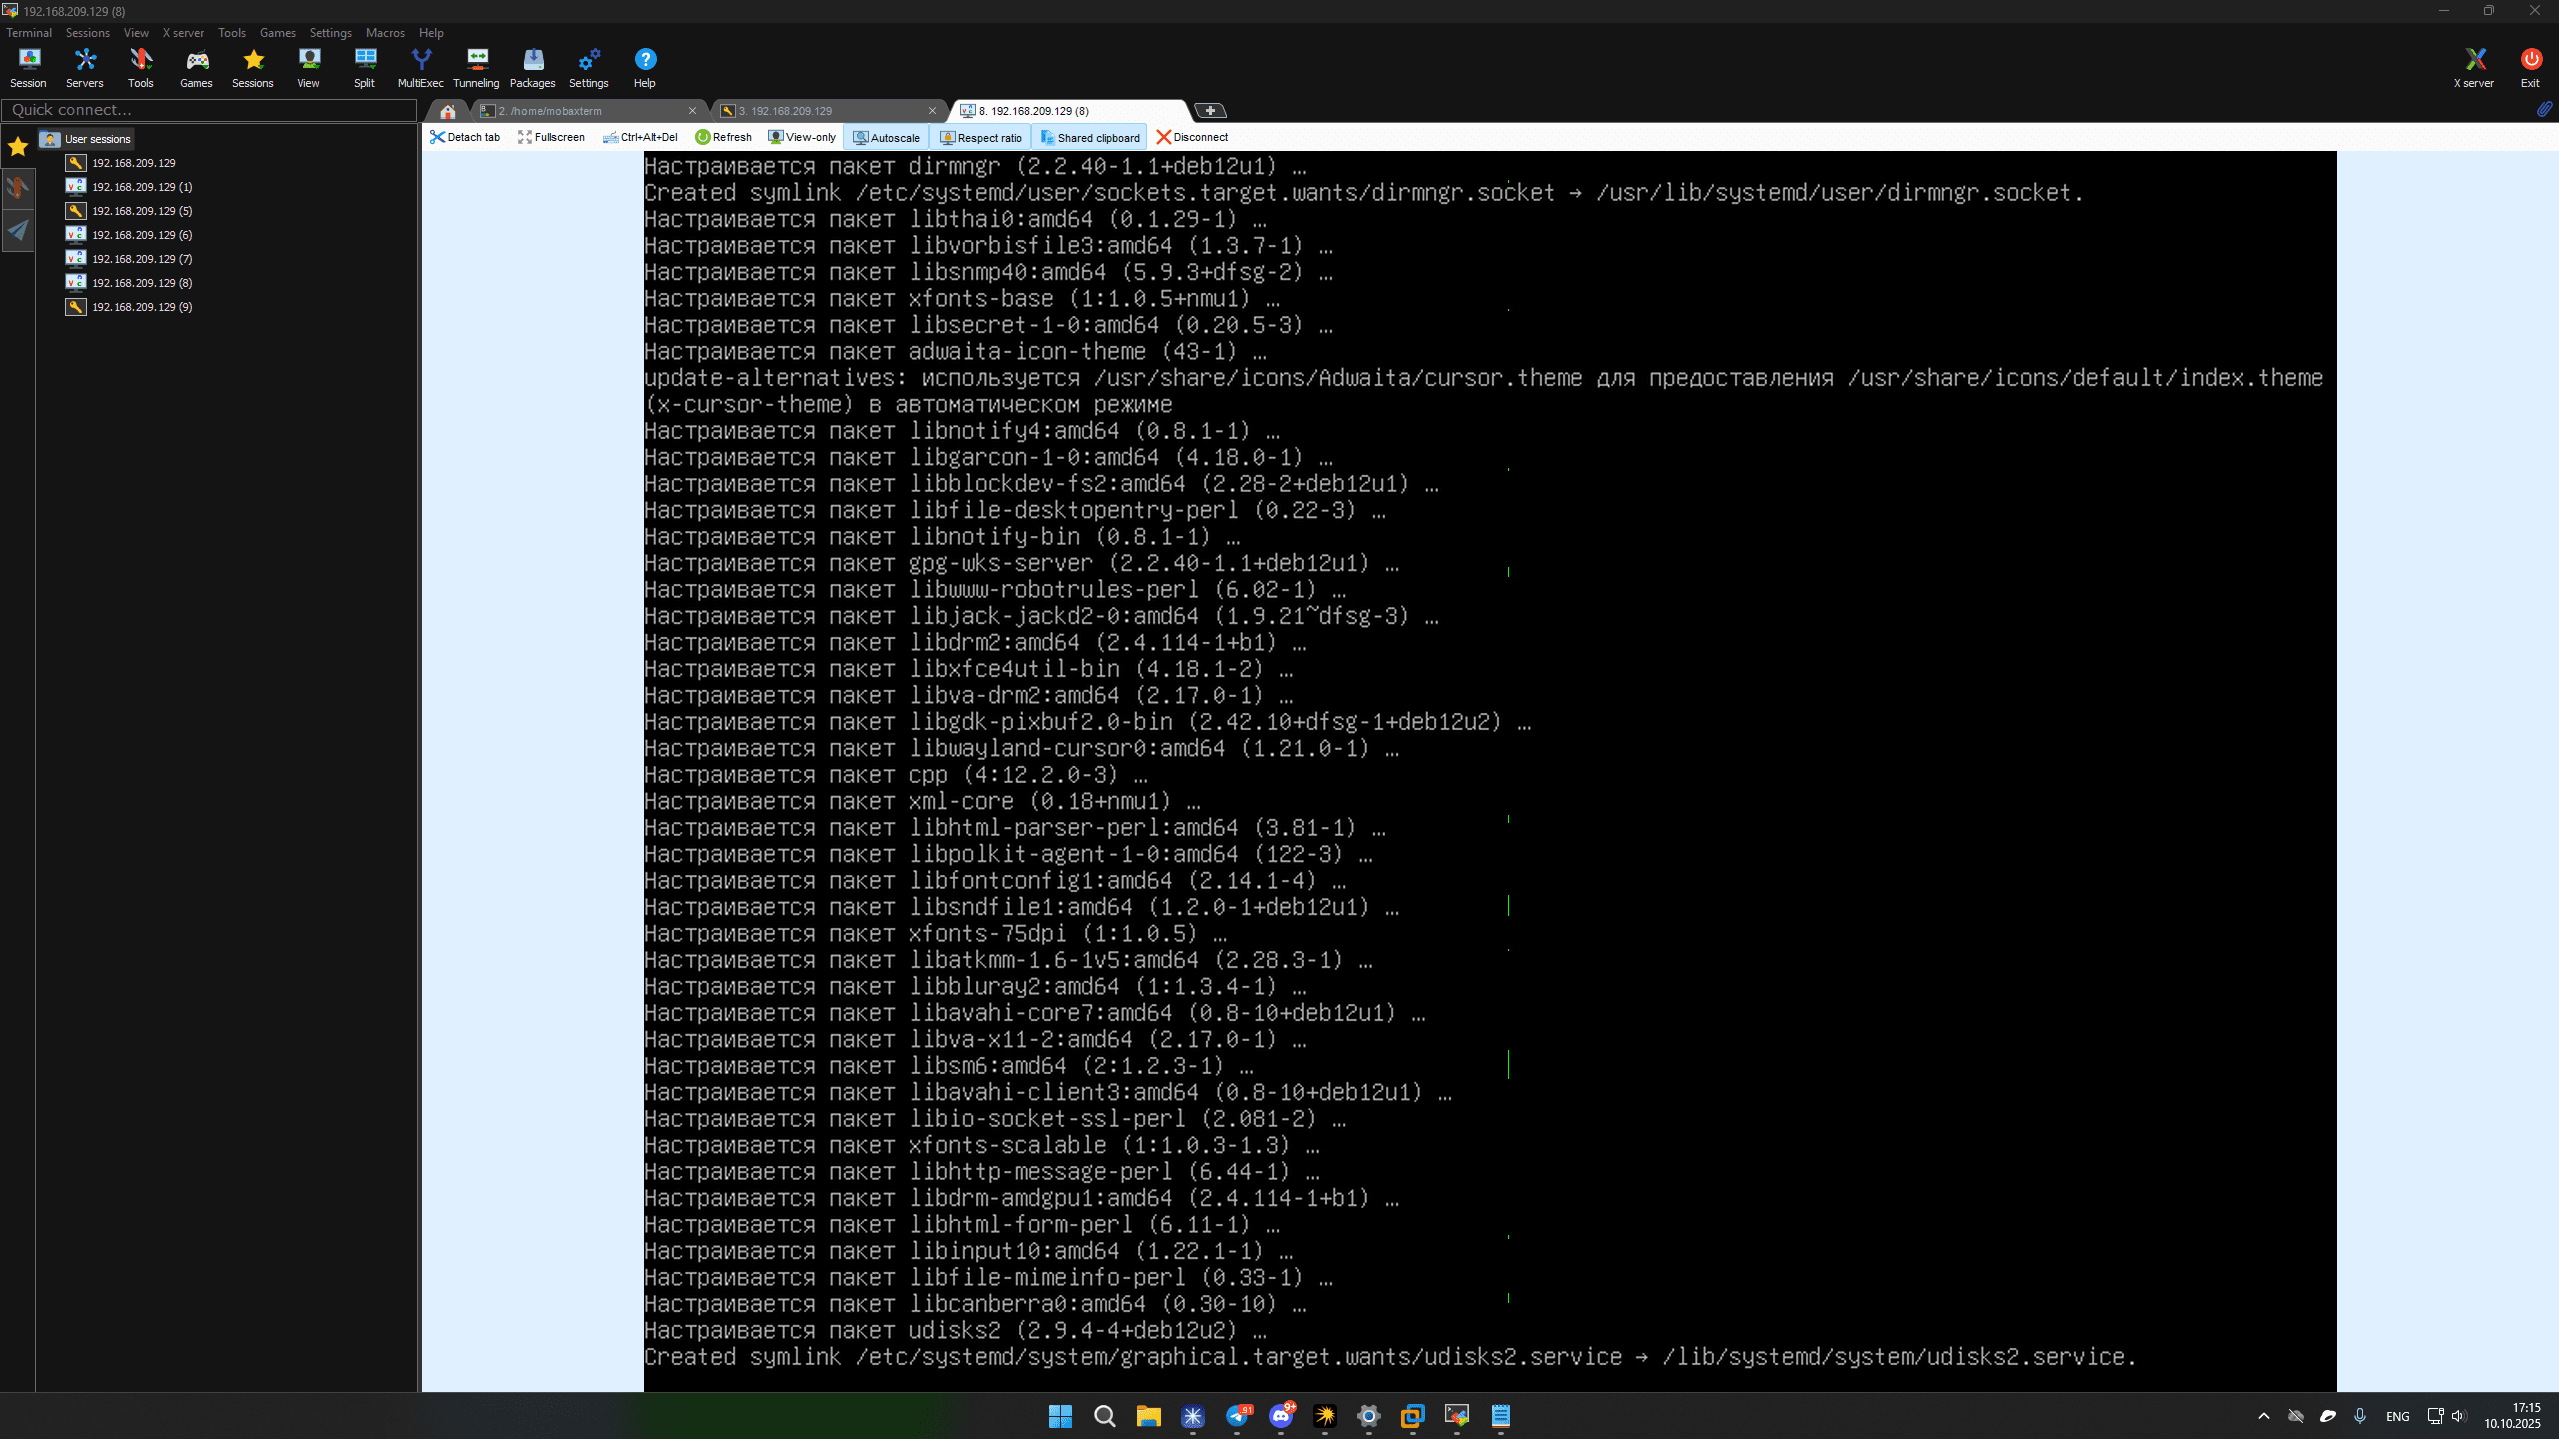 192.168.209.129 (8)
Terminal Sessions View X server Tools Games Settings Macros Help
Session Servers Tools Games Sessions View Split MultiExec Tunneling Packages Settings Help X server Exit
Quick connect...
2. /home/mobaxterm
3. 192.168.209.129
8. 192.168.209.129 (8)
Detach tab Fullscreen Ctrl+Alt+Del Refresh View-only Autoscale Respect ratio Shared clipboard Disconnect
User sessions
192.168.209.129
192.168.209.129 (1)
192.168.209.129 (5)
192.168.209.129 (6)
192.168.209.129 (7)
192.168.209.129 (8)
192.168.209.129 (9)
Настраивается пакет dirmngr (2.2.40-1.1+deb12u1) …
Created symlink /etc/systemd/user/sockets.target.wants/dirmngr.socket → /usr/lib/systemd/user/dirmngr.socket.
Настраивается пакет libthai0:amd64 (0.1.29-1) …
Настраивается пакет libvorbisfile3:amd64 (1.3.7-1) …
Настраивается пакет libsnmp40:amd64 (5.9.3+dfsg-2) …
Настраивается пакет xfonts-base (1:1.0.5+nmu1) …
Настраивается пакет libsecret-1-0:amd64 (0.20.5-3) …
Настраивается пакет adwaita-icon-theme (43-1) …
update-alternatives: используется /usr/share/icons/Adwaita/cursor.theme для предоставления /usr/share/icons/default/index.theme
(x-cursor-theme) в автоматическом режиме
Настраивается пакет libnotify4:amd64 (0.8.1-1) …
Настраивается пакет libgarcon-1-0:amd64 (4.18.0-1) …
Настраивается пакет libblockdev-fs2:amd64 (2.28-2+deb12u1) …
Настраивается пакет libfile-desktopentry-perl (0.22-3) …
Настраивается пакет libnotify-bin (0.8.1-1) …
Настраивается пакет gpg-wks-server (2.2.40-1.1+deb12u1) …
Настраивается пакет libwww-robotrules-perl (6.02-1) …
Настраивается пакет libjack-jackd2-0:amd64 (1.9.21~dfsg-3) …
Настраивается пакет libdrm2:amd64 (2.4.114-1+b1) …
Настраивается пакет libxfce4util-bin (4.18.1-2) …
Настраивается пакет libva-drm2:amd64 (2.17.0-1) …
Настраивается пакет libgdk-pixbuf2.0-bin (2.42.10+dfsg-1+deb12u2) …
Настраивается пакет libwayland-cursor0:amd64 (1.21.0-1) …
Настраивается пакет cpp (4:12.2.0-3) …
Настраивается пакет xml-core (0.18+nmu1) …
Настраивается пакет libhtml-parser-perl:amd64 (3.81-1) …
Настраивается пакет libpolkit-agent-1-0:amd64 (122-3) …
Настраивается пакет libfontconfig1:amd64 (2.14.1-4) …
Настраивается пакет libsndfile1:amd64 (1.2.0-1+deb12u1) …
Настраивается пакет xfonts-75dpi (1:1.0.5) …
Настраивается пакет libatkmm-1.6-1v5:amd64 (2.28.3-1) …
Настраивается пакет libbluray2:amd64 (1:1.3.4-1) …
Настраивается пакет libavahi-core7:amd64 (0.8-10+deb12u1) …
Настраивается пакет libva-x11-2:amd64 (2.17.0-1) …
Настраивается пакет libsm6:amd64 (2:1.2.3-1) …
Настраивается пакет libavahi-client3:amd64 (0.8-10+deb12u1) …
Настраивается пакет libio-socket-ssl-perl (2.081-2) …
Настраивается пакет xfonts-scalable (1:1.0.3-1.3) …
Настраивается пакет libhttp-message-perl (6.44-1) …
Настраивается пакет libdrm-amdgpu1:amd64 (2.4.114-1+b1) …
Настраивается пакет libhtml-form-perl (6.11-1) …
Настраивается пакет libinput10:amd64 (1.22.1-1) …
Настраивается пакет libfile-mimeinfo-perl (0.33-1) …
Настраивается пакет libcanberra0:amd64 (0.30-10) …
Настраивается пакет udisks2 (2.9.4-4+deb12u2) …
Created symlink /etc/systemd/system/graphical.target.wants/udisks2.service → /lib/systemd/system/udisks2.service.
91
9+
ENG
17:15
10.10.2025